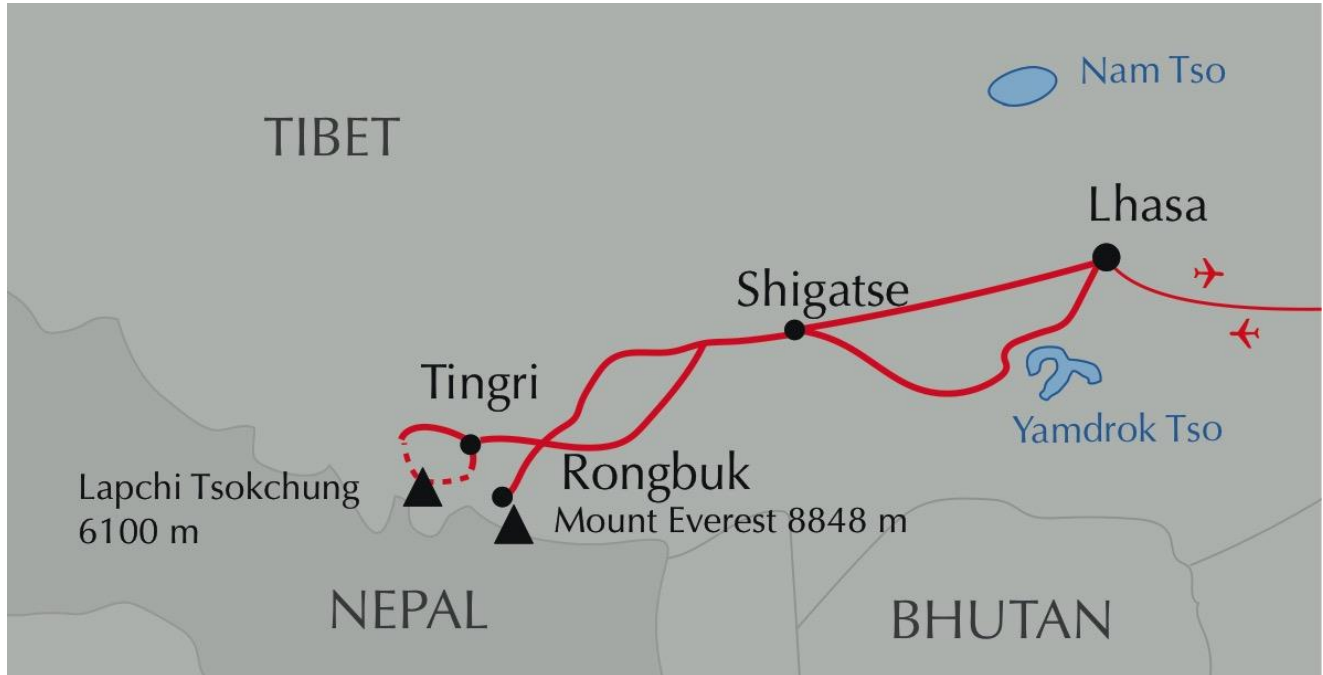 Nam Tso
TIBET
Lhasa
Shigatse
Tingri
Yamdrok Tso
Rongbuk
Lapchi Tsokchung
6100 m
Mount Everest 8848 m
NEPAL
BHUTAN